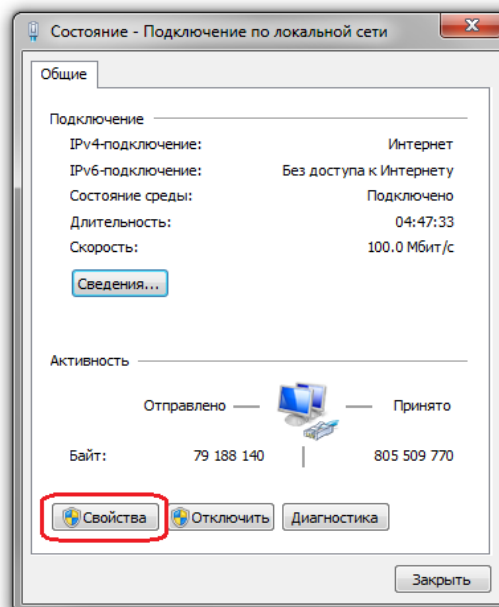 Состояние - Подключение по локальной сети
Общие
Подключение
IPv4-подключение: Интернет
IPv6-подключение: Без доступа к Интернету
Состояние среды: Подключено
Длительность: 04:47:33
Скорость: 100.0 Мбит/с
Сведения...
Активность
Отправлено — — Принято
Байт: 79 188 140 | 805 509 770
Свойства Отключить Диагностика
Закрыть